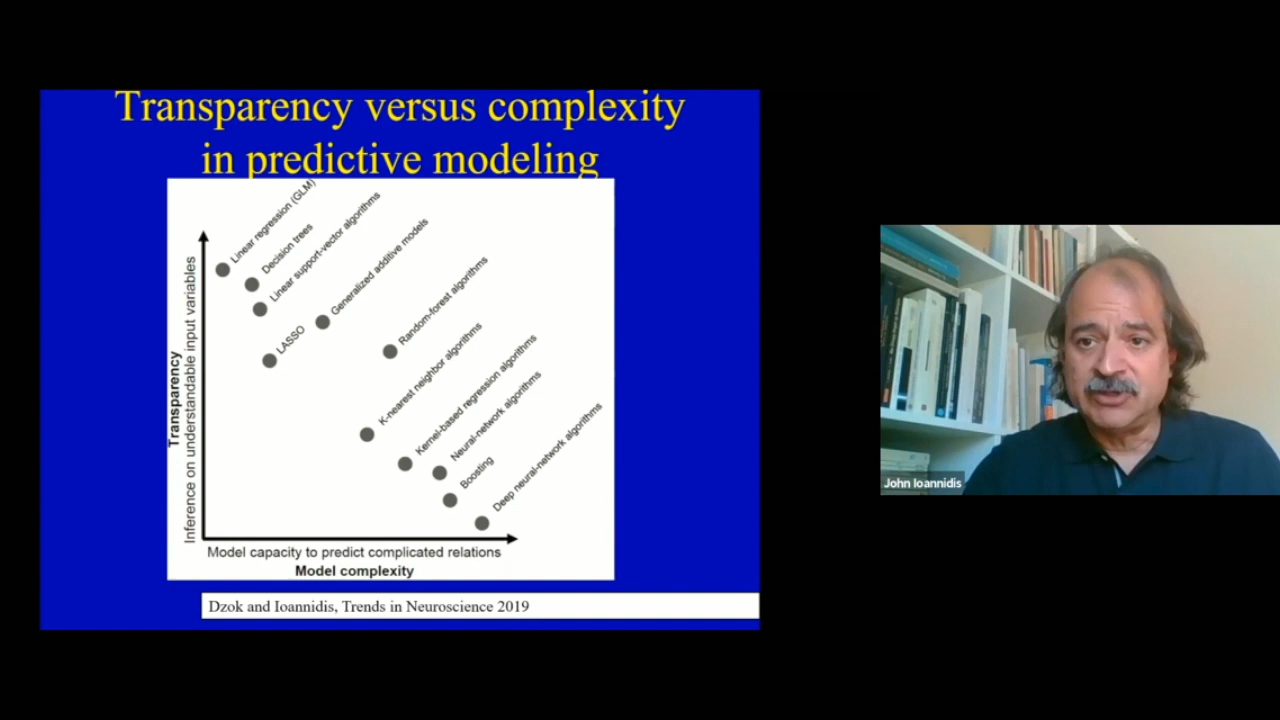 Transparency versus complexity
in predictive modeling
Linear regression (GLM)
Decision trees
Linear support-vector algorithms
Generalized additive models
LASSO
Random-forest algorithms
K-nearest neighbor algorithms
Kernel-based regression algorithms
Neural-network algorithms
Boosting
Deep neural-network algorithms
Transparency
Inference on understandable input variables
Model capacity to predict complicated relations
Model complexity
Dzok and Ioannidis, Trends in Neuroscience 2019
John Ioannidis